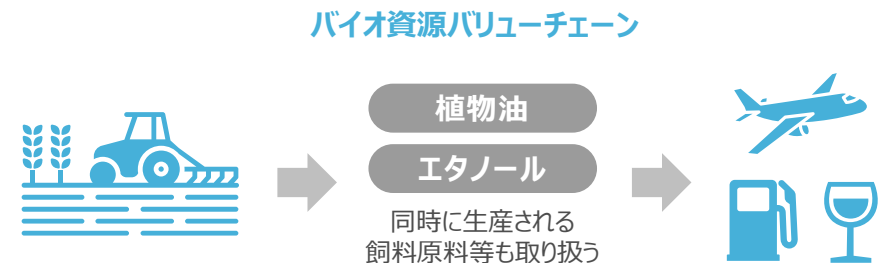 バイオ資源バリューチェーン
植物油
エタノール
同時に生産される
飼料原料等も取り扱う